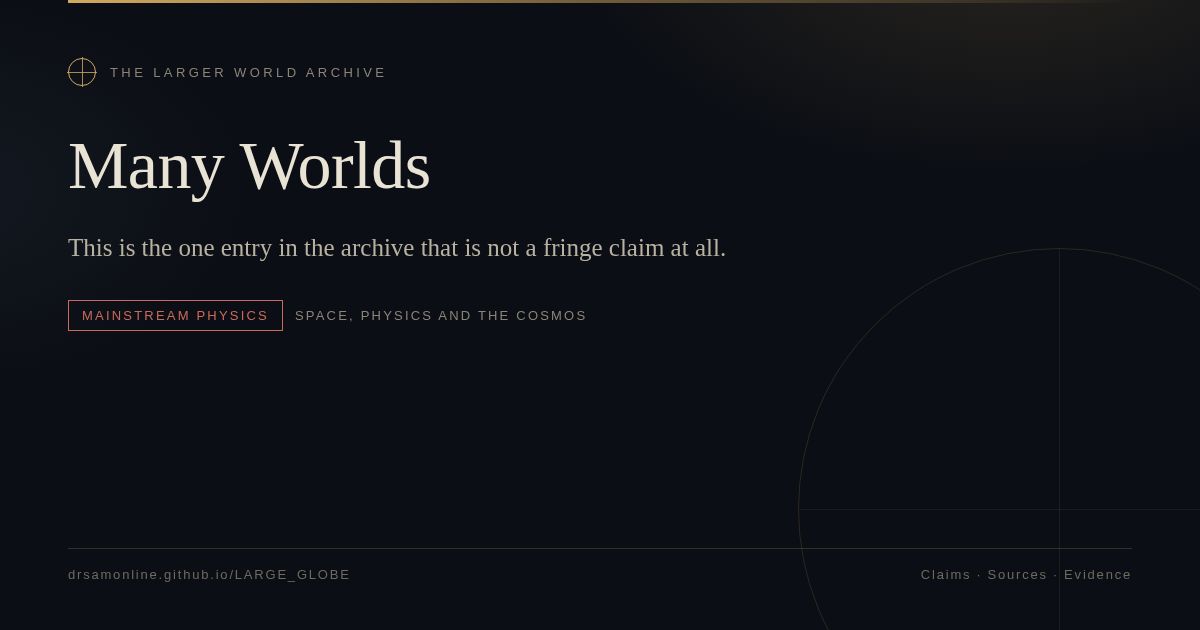 THE LARGER WORLD ARCHIVE
Many Worlds
This is the one entry in the archive that is not a fringe claim at all.
MAINSTREAM PHYSICS SPACE, PHYSICS AND THE COSMOS
drsamonline.github.io/LARGE_GLOBE Claims · Sources · Evidence